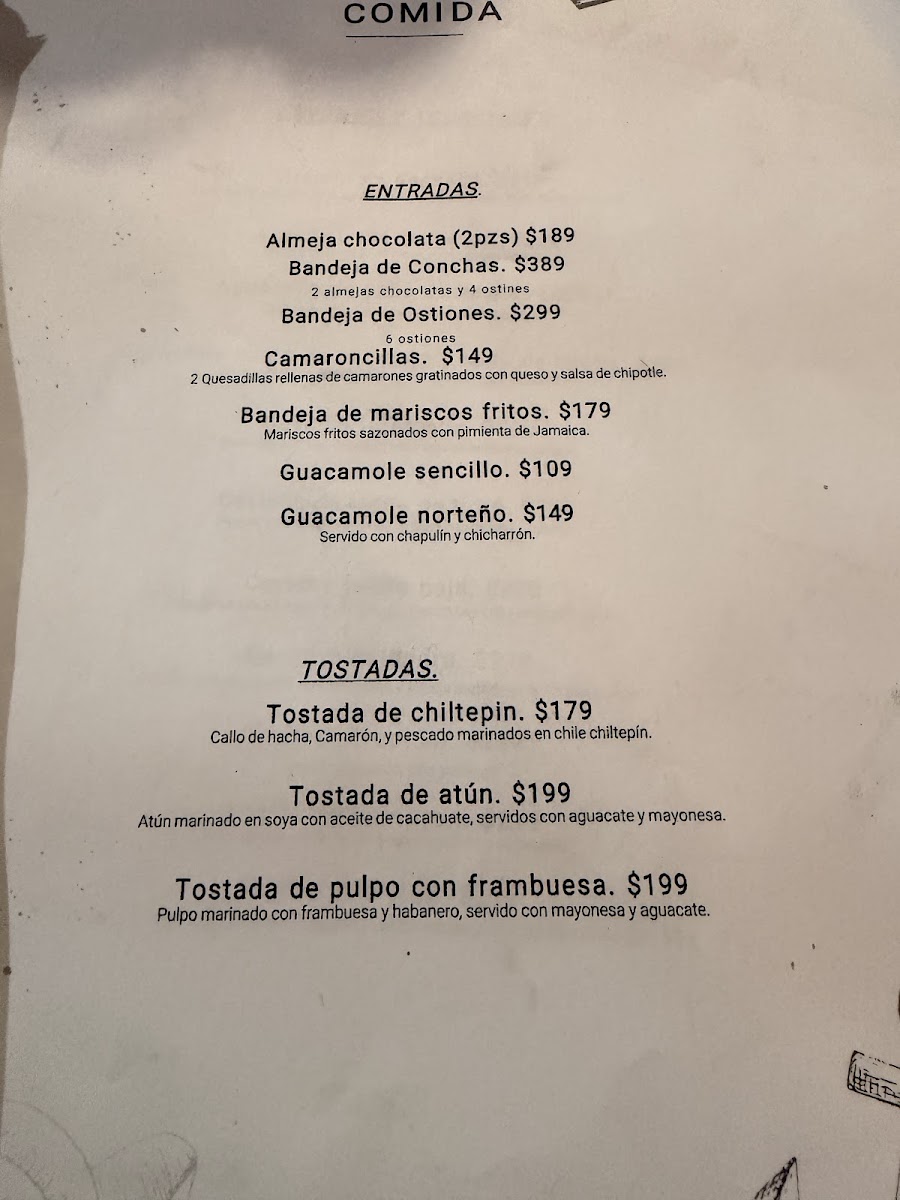 COMIDA
ENTRADAS.
Almeja chocolata (2pzs) $189
Bandeja de Conchas. $389
2 almejas chocolatas y 4 ostines
Bandeja de Ostiones. $299
6 ostiones
Camaroncillas. $149
2 Quesadillas rellenas de camarones gratinados con queso y salsa de chipotle.
Bandeja de mariscos fritos. $179
Mariscos fritos sazonados con pimienta de Jamaica.
Guacamole sencillo. $109
Guacamole norteño. $149
Servido con chapulín y chicharrón.
TOSTADAS.
Tostada de chiltepin. $179
Callo de hacha, Camarón, y pescado marinados en chile chiltepín.
Tostada de atún. $199
Atún marinado en soya con aceite de cacahuate, servidos con aguacate y mayonesa.
Tostada de pulpo con frambuesa. $199
Pulpo marinado con frambuesa y habanero, servido con mayonesa y aguacate.